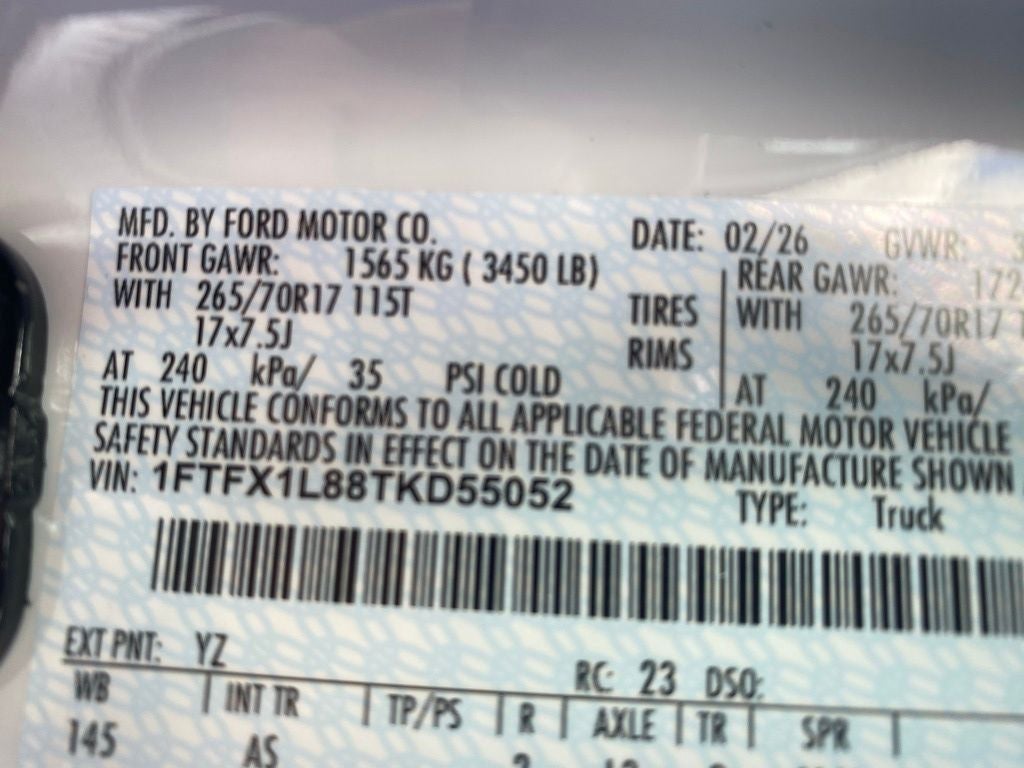 MFD. BY FORD MOTOR CO. DATE: 02/26 GVWR:
FRONT GAWR: 1565 KG ( 3450 LB) REAR GAWR: 172
WITH 265/70R17 115T TIRES WITH 265/70R17
17x7.5J RIMS 17x7.5J
AT 240 kPa/ 35 PSI COLD AT 240 kPa/
THIS VEHICLE CONFORMS TO ALL APPLICABLE FEDERAL MOTOR VEHICLE
SAFETY STANDARDS IN EFFECT ON THE DATE OF MANUFACTURE SHOWN
VIN: 1FTFX1L88TKD55052 TYPE: Truck
EXT PNT: YZ RC: 23 DSO:
WB INT TR TP/PS R AXLE TR SPR
145 AS